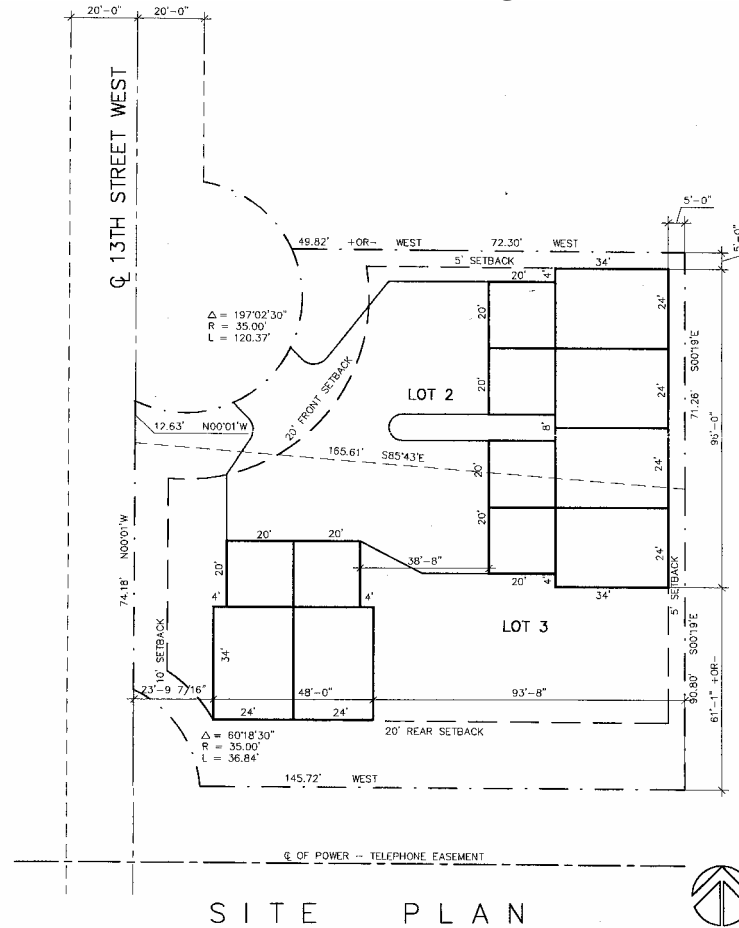 20'-0"
20'-0"
℄ 13TH STREET WEST
5'-0"
5'-0"
49.82' +OR- WEST
72.30' WEST
5' SETBACK
34'
20'
4'
24'
20'
Δ = 197°02'30"
R = 35.00'
L = 120.37'
S00°19'E
71.26'
20' FRONT SETBACK
LOT 2
20'
24'
96'-0"
12.63' N00°01'W
8'
165.61' S85°43'E
20'
24'
N00°01'W
74.18'
20'
24'
20'
20'
38'-8"
20'
20'
4'
34'
4'
4'
5' SETBACK
LOT 3
S00°19'E
90.80'
61'-1" +OR-
10' SETBACK
34'
23'-9 7/16"
48'-0"
93'-8"
24'
24'
20' REAR SETBACK
Δ = 60°18'30"
R = 35.00'
L = 36.84'
145.72' WEST
℄ OF POWER - TELEPHONE EASEMENT
SITE PLAN